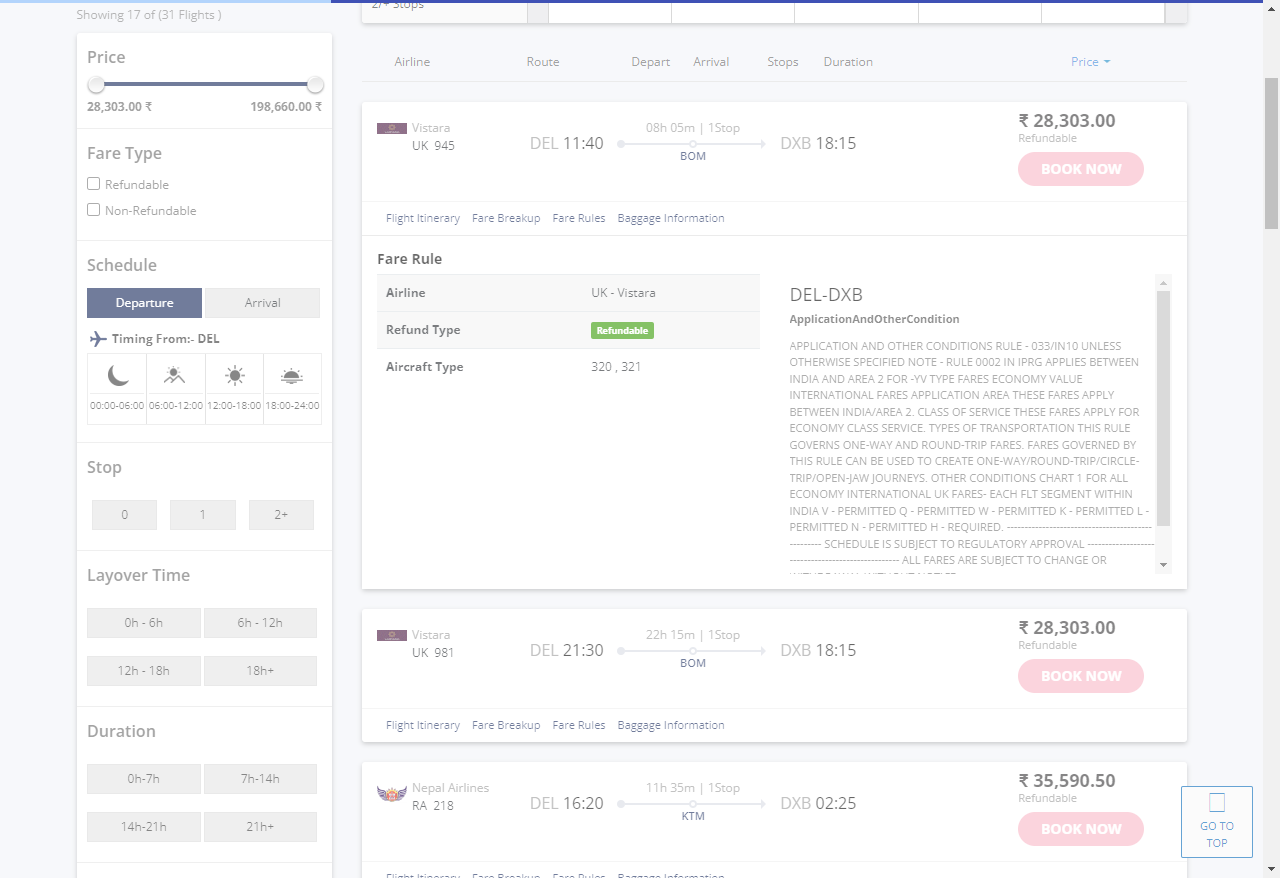 2/+ Stops
Showing 17 of (31 Flights )
Price
28,303.00 ₹ 198,660.00 ₹
Fare Type
Refundable
Non-Refundable
Schedule
Departure Arrival
Timing From:- DEL
00:00-06:00 06:00-12:00 12:00-18:00 18:00-24:00
Stop
0 1 2+
Layover Time
0h - 6h 6h - 12h
12h - 18h 18h+
Duration
0h-7h 7h-14h
14h-21h 21h+
Airline Route Depart Arrival Stops Duration Price
Vistara
UK 945
DEL 11:40
08h 05m | 1Stop
BOM
DXB 18:15
₹ 28,303.00
Refundable
BOOK NOW
Flight Itinerary Fare Breakup Fare Rules Baggage Information
Fare Rule
Airline UK - Vistara
Refund Type Refundable
Aircraft Type 320 , 321
DEL-DXB
ApplicationAndOtherCondition
APPLICATION AND OTHER CONDITIONS RULE - 033/IN10 UNLESS
OTHERWISE SPECIFIED NOTE - RULE 0002 IN IPRG APPLIES BETWEEN
INDIA AND AREA 2 FOR -YV TYPE FARES ECONOMY VALUE
INTERNATIONAL FARES APPLICATION AREA THESE FARES APPLY
BETWEEN INDIA/AREA 2. CLASS OF SERVICE THESE FARES APPLY FOR
ECONOMY CLASS SERVICE. TYPES OF TRANSPORTATION THIS RULE
GOVERNS ONE-WAY AND ROUND-TRIP FARES. FARES GOVERNED BY
THIS RULE CAN BE USED TO CREATE ONE-WAY/ROUND-TRIP/CIRCLE-
TRIP/OPEN-JAW JOURNEYS. OTHER CONDITIONS CHART 1 FOR ALL
ECONOMY INTERNATIONAL UK FARES- EACH FLT SEGMENT WITHIN
INDIA V - PERMITTED Q - PERMITTED W - PERMITTED K - PERMITTED L -
PERMITTED N - PERMITTED H - REQUIRED. -----------------------------------------
--------- SCHEDULE IS SUBJECT TO REGULATORY APPROVAL -------------------
------------------------------- ALL FARES ARE SUBJECT TO CHANGE OR
Vistara
UK 981
DEL 21:30
22h 15m | 1Stop
BOM
DXB 18:15
₹ 28,303.00
Refundable
BOOK NOW
Flight Itinerary Fare Breakup Fare Rules Baggage Information
Nepal Airlines
RA 218
DEL 16:20
11h 35m | 1Stop
KTM
DXB 02:25
₹ 35,590.50
Refundable
BOOK NOW
Flight Itinerary Fare Breakup Fare Rules Baggage Information
GO TO
TOP